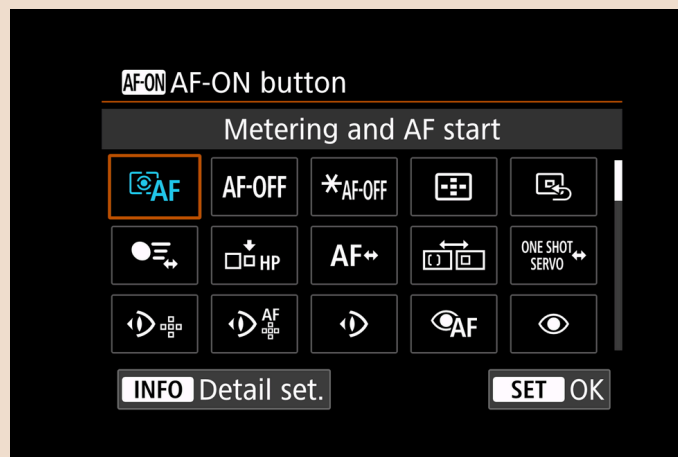 AF-ON AF-ON button
Metering and AF start
AF AF-OFF AF-OFF
HP AF ONE SHOT
SERVO
AF AF
INFO Detail set. SET OK